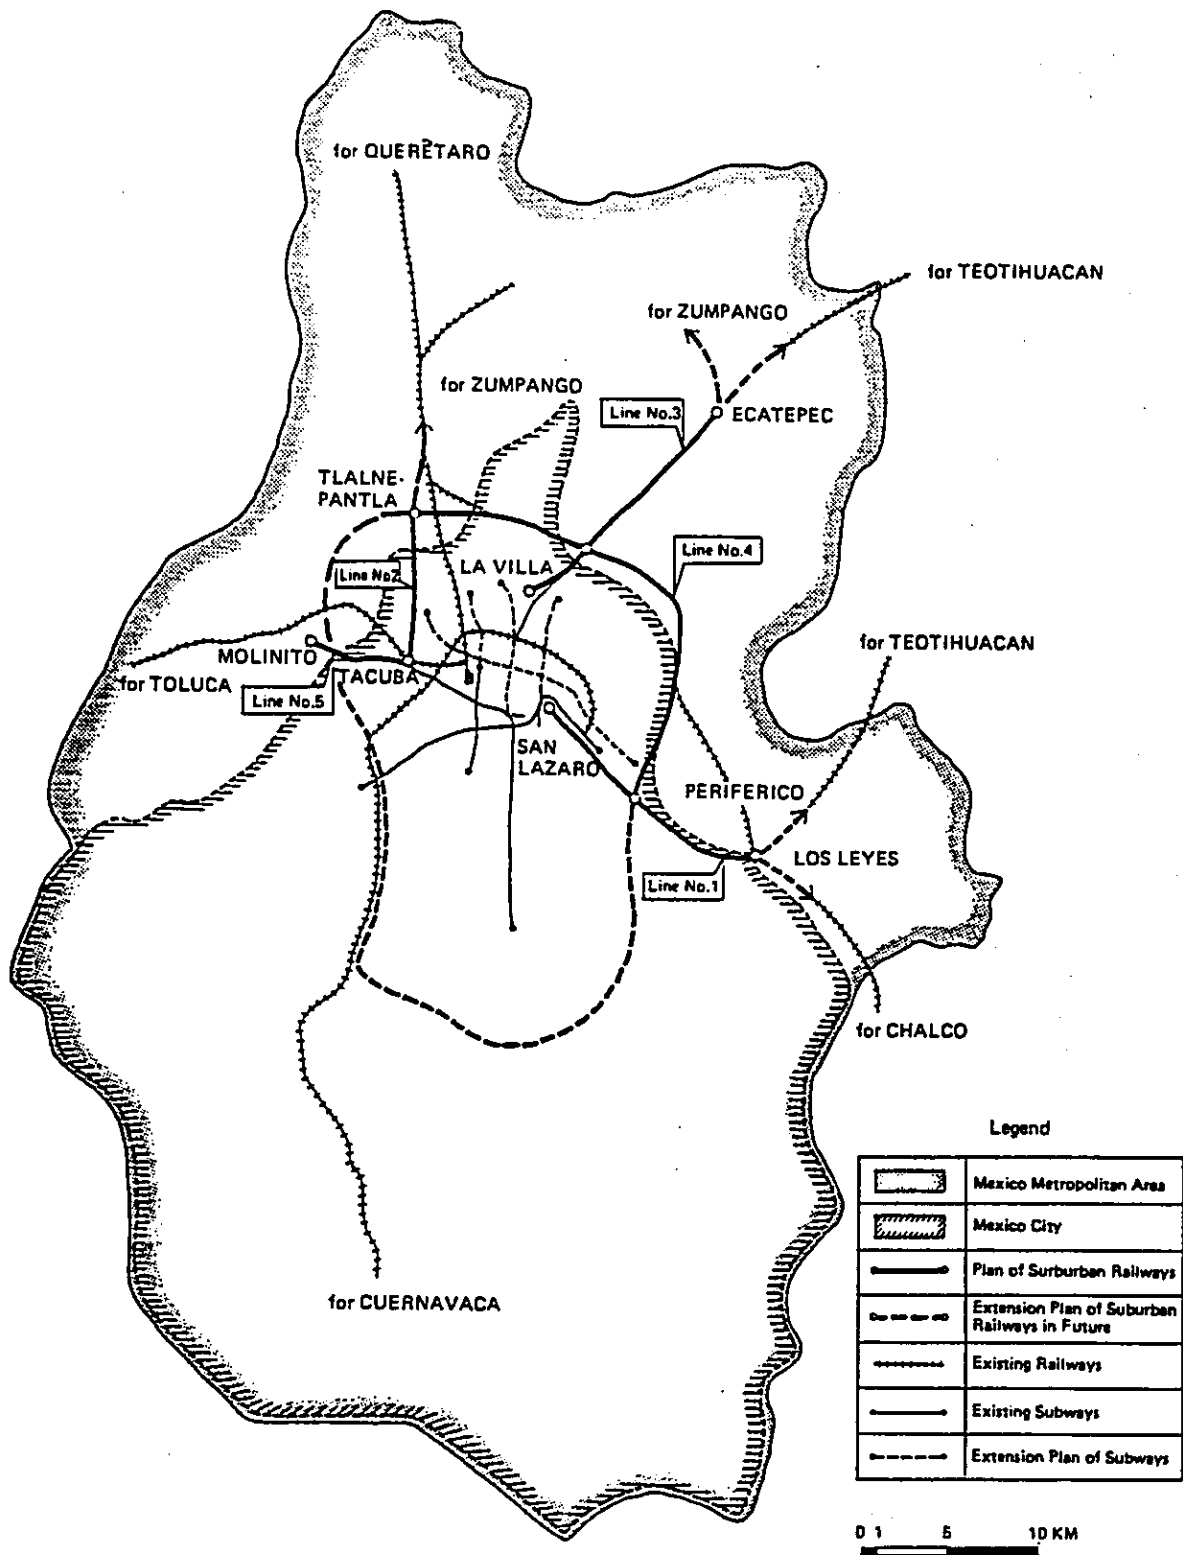 for QUERETARO
for TEOTIHUACAN
for ZUMPANGO
for ZUMPANGO
Line No.3
ECATEPEC
TLALNE-
PANTLA
Line No.4
LA VILLA
Line No2
for TEOTIHUACAN
MOLINITO
TACUBA
for TOLUCA
Line No.5
SAN
LAZARO
PERIFERICO
LOS LEYES
Line No.1
for CHALCO
for CUERNAVACA
Legend
Mexico Metropolitan Area
Mexico City
Plan of Surburban Railways
Extension Plan of Suburban
Railways in Future
Existing Railways
Existing Subways
Extension Plan of Subways
0 1 5 10 KM